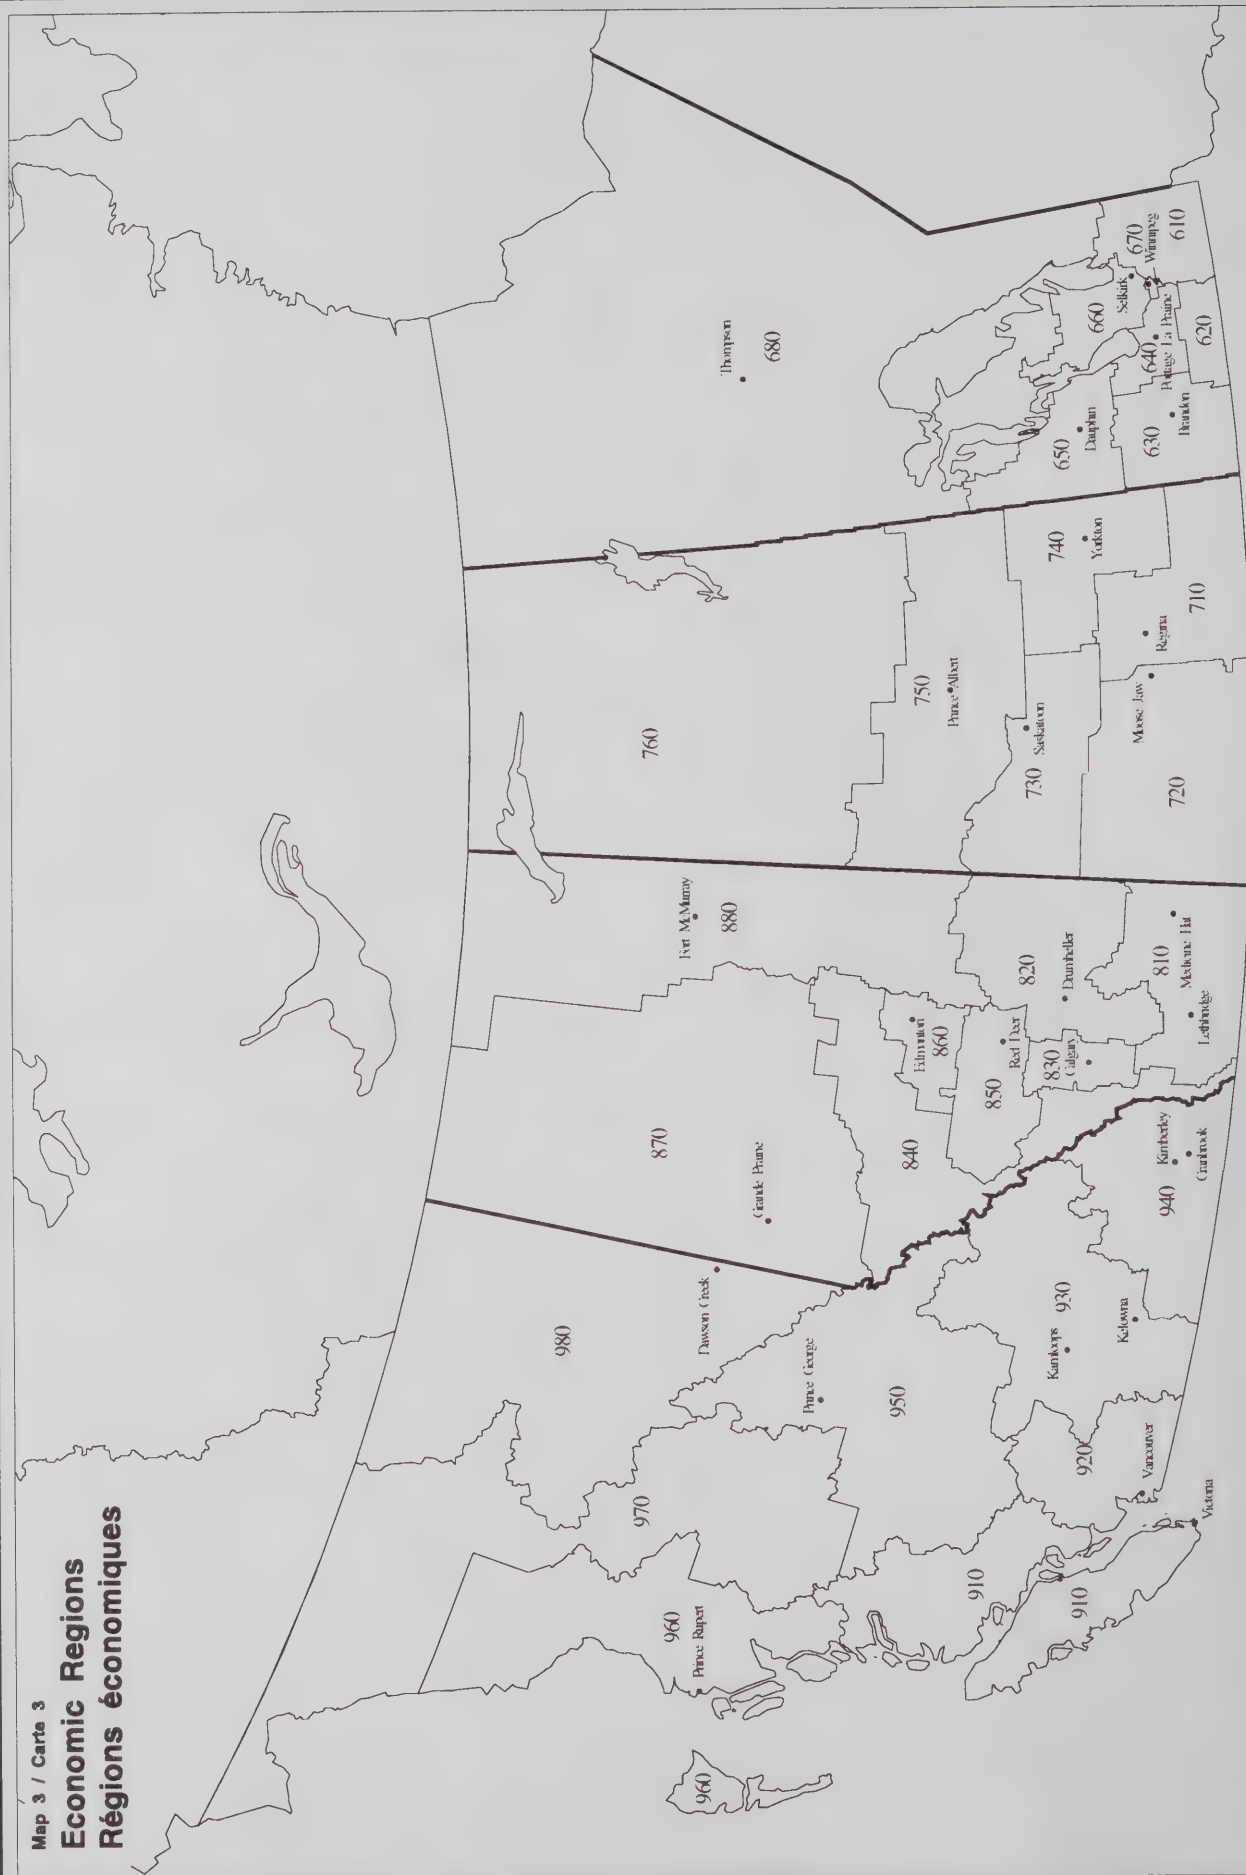 Map 3 / Carte 3
Economic Regions
Régions économiques
980
970
760
870
960
Fort McMurray
Prince Rupert
960
Dawson Creek
Thompson
880
Grande Prairie
680
Prince George
950
840
Edmonton
750
860
Prince Albert
910
850
Red Deer
820
730
Saskatoon
830
Kamloops
740
650
930
Drumheller
Calgary
910
920
Dauphin
660
Yorkton
Selkirk
Kelowna
670
Moose Jaw
Vancouver
640
630
Winnipeg
810
Regina
Kimberley
Portage La Prairie
940
720
610
Brandon
Medicine Hat
710
Cranbrook
Lethbridge
620
Victoria